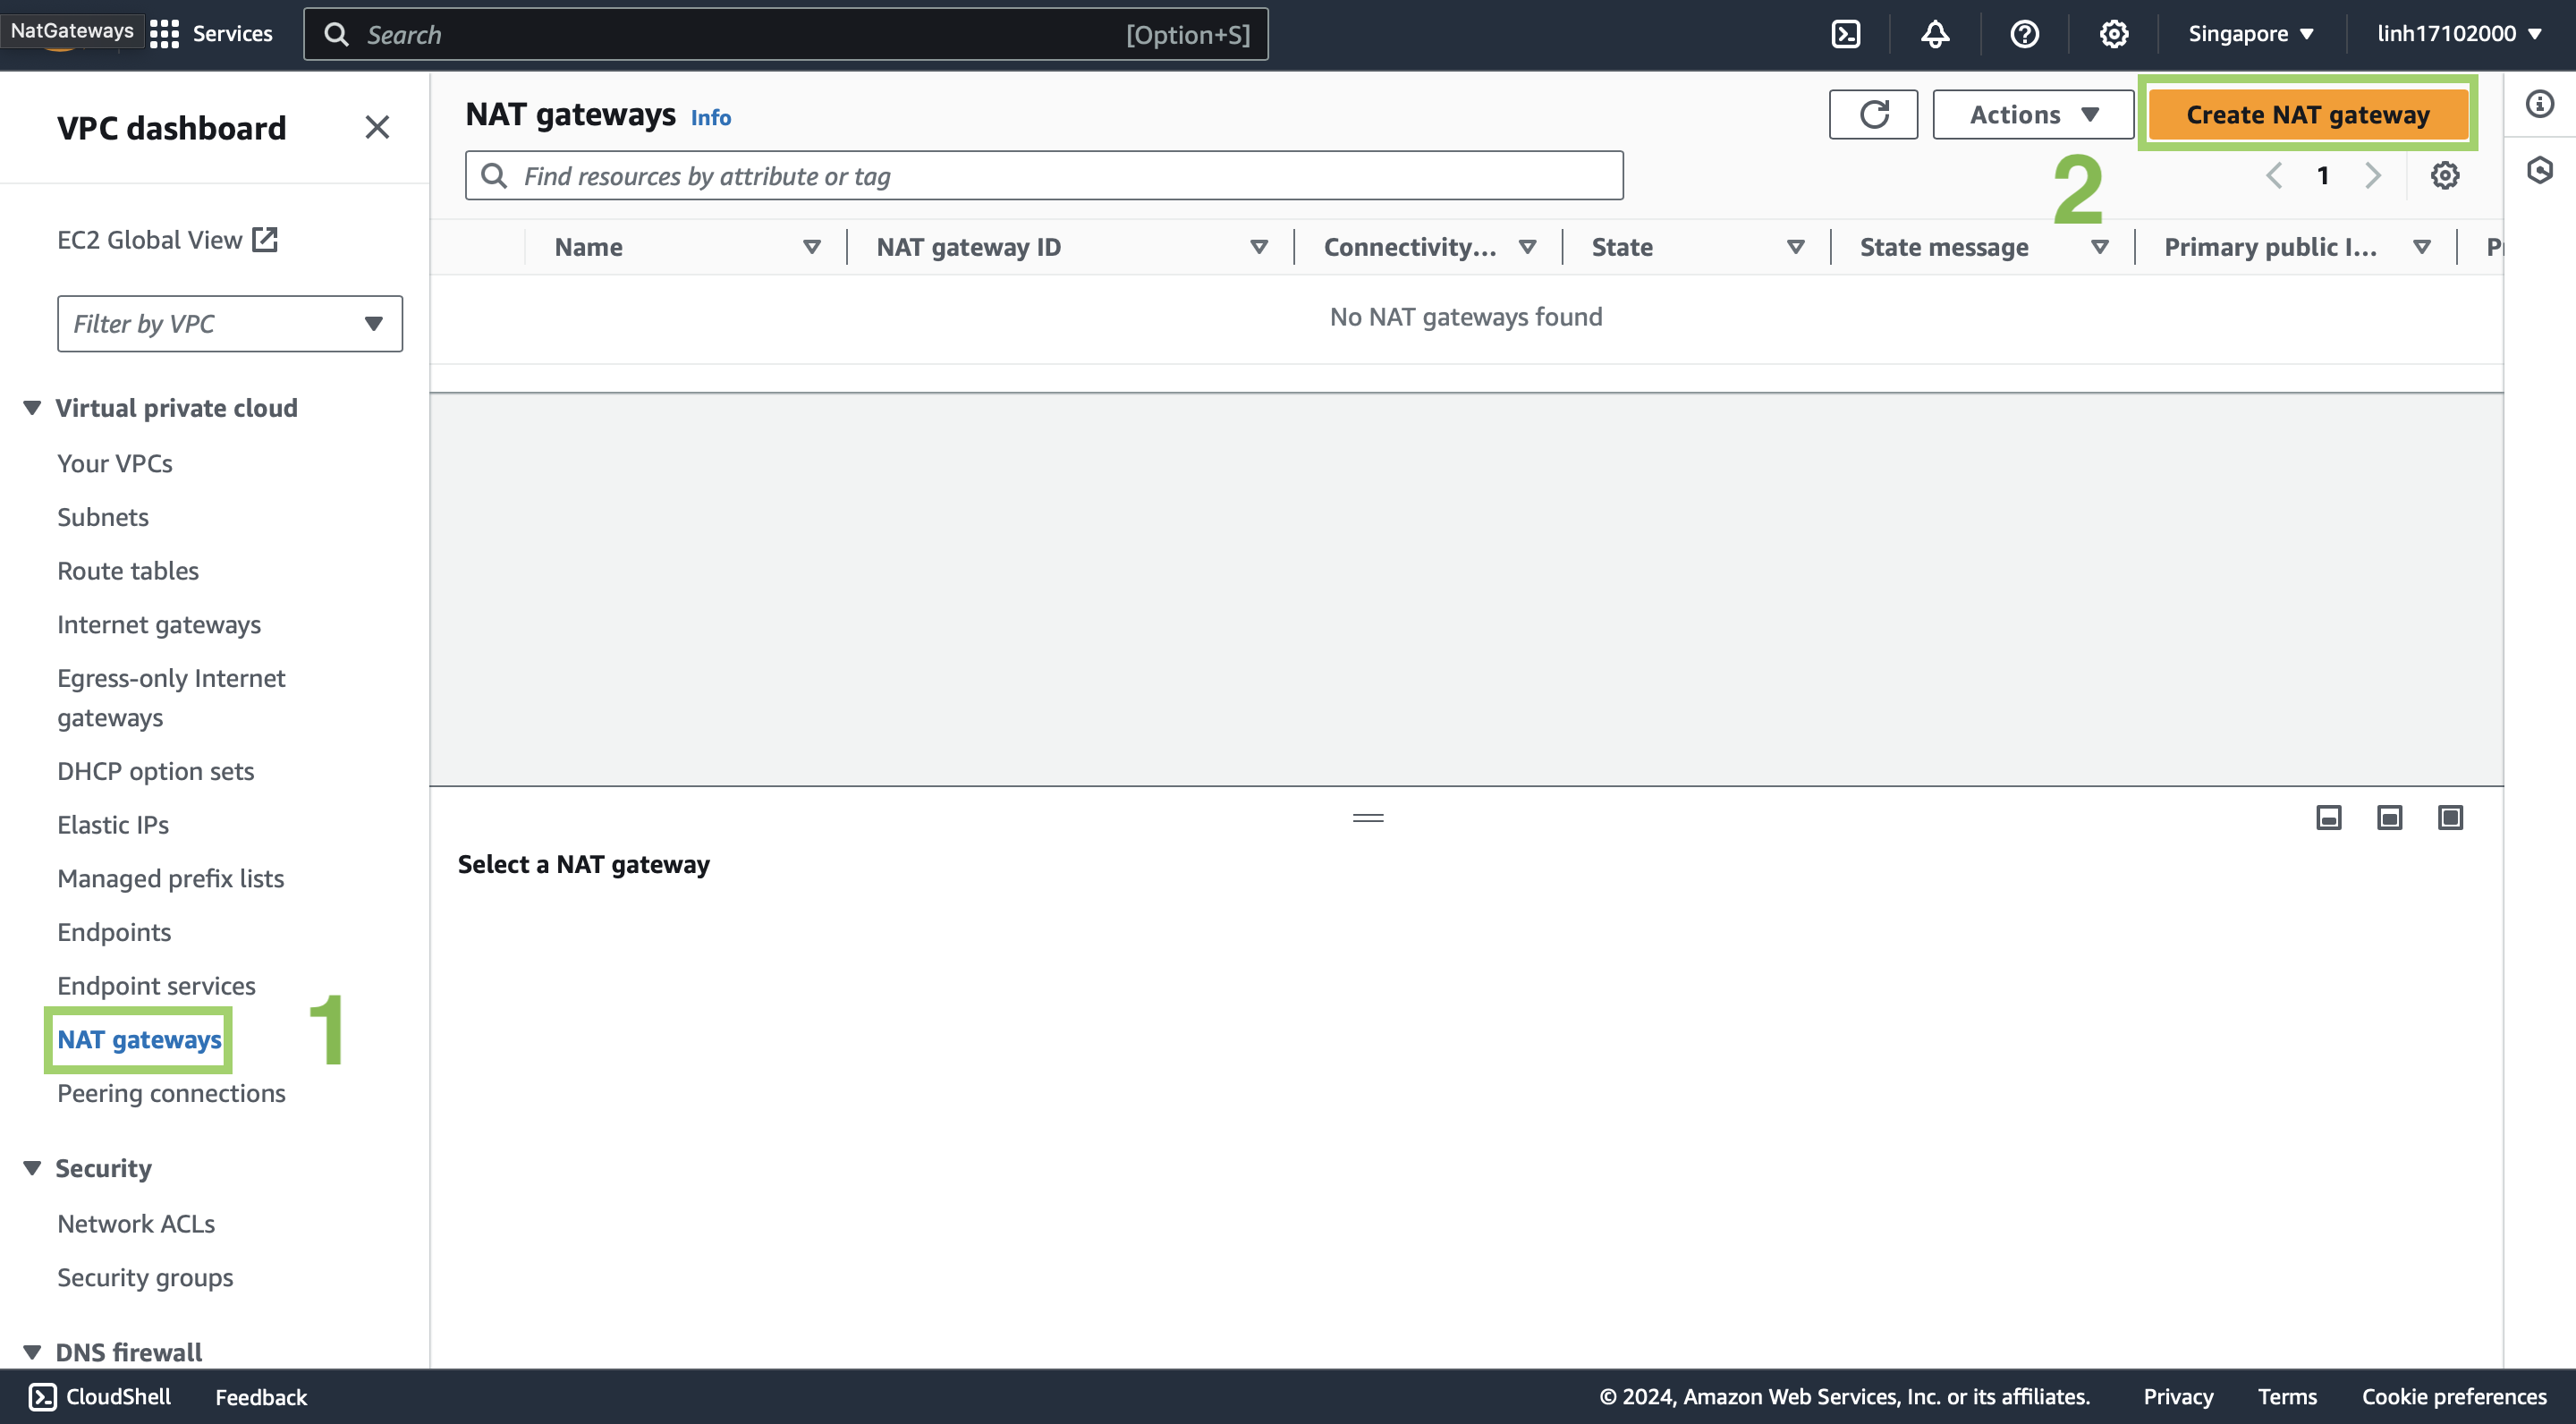 NatGateways
Services
Search
[Option+S]
Singapore
linh17102000
VPC dashboard
EC2 Global View
Filter by VPC
Virtual private cloud
Your VPCs
Subnets
Route tables
Internet gateways
Egress-only Internet
gateways
DHCP option sets
Elastic IPs
Managed prefix lists
Endpoints
Endpoint services
NAT gateways
1
Peering connections
Security
Network ACLs
Security groups
DNS firewall
NAT gateways Info
Actions
Create NAT gateway
2
Find resources by attribute or tag
1
Name
NAT gateway ID
Connectivity...
State
State message
Primary public I...
No NAT gateways found
Select a NAT gateway
CloudShell
Feedback
© 2024, Amazon Web Services, Inc. or its affiliates.
Privacy
Terms
Cookie preferences